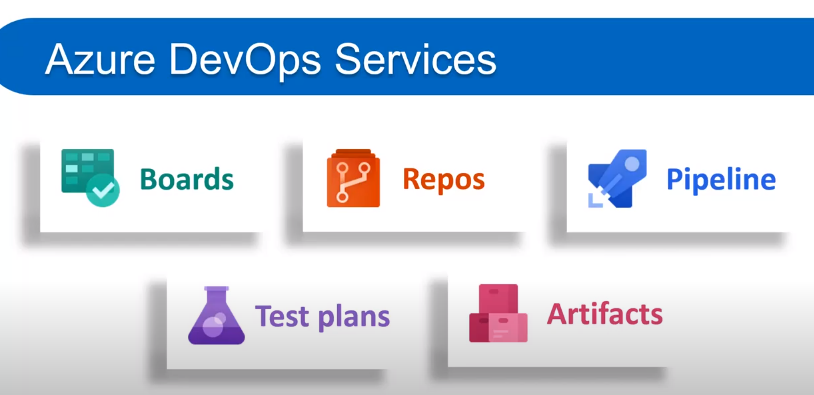 Azure DevOps Services
Boards
Repos
Pipeline
Test plans
Artifacts